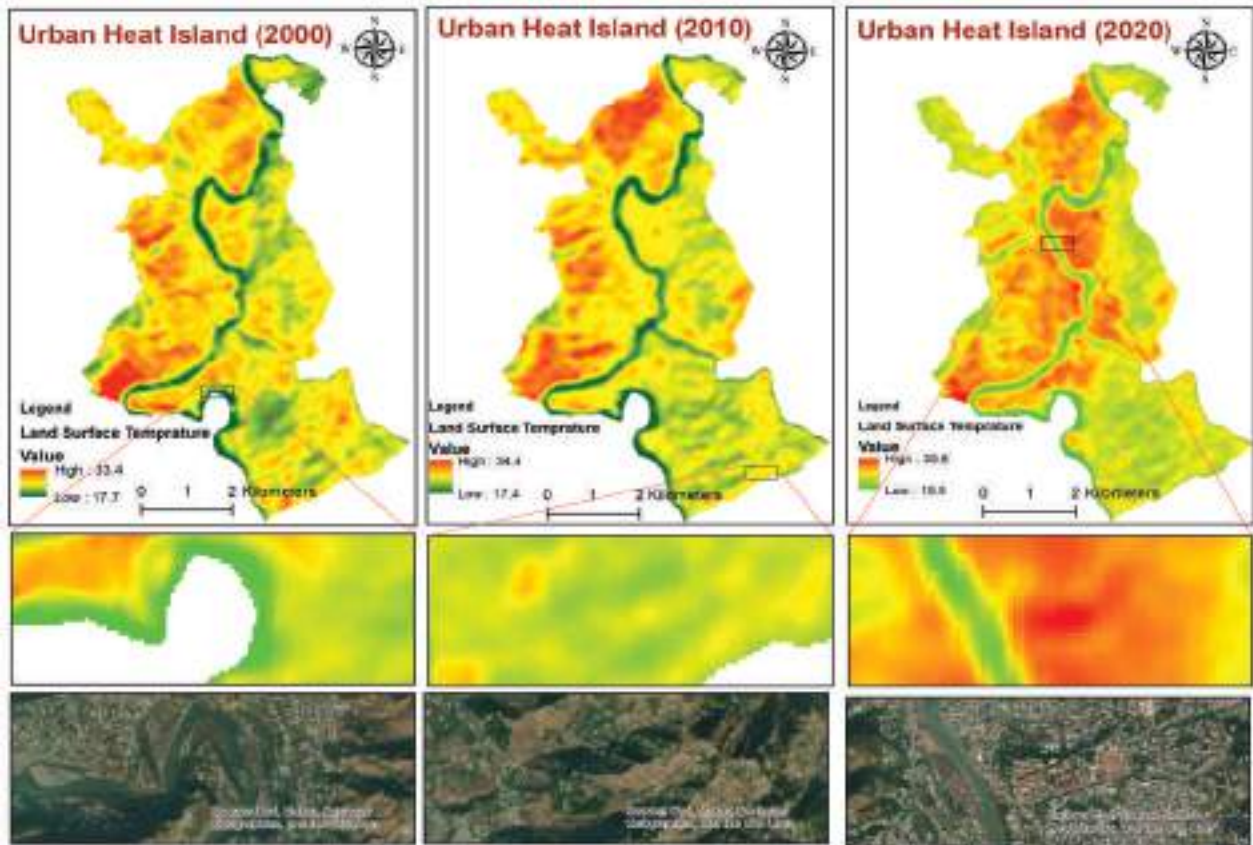 Urban Heat Island (2000)
N
W E
S
Legend
Land Surface Temprature
Value
High : 33.4
Low : 17.7
0 1 2 Kilometers
Urban Heat Island (2010)
N
W E
S
Legend
Land Surface Temprature
Value
High : 34.4
Low : 17.4
0 1 2 Kilometers
Urban Heat Island (2020)
N
W
S
Legend
Land Surface Temprature
Value
High :
Low :
0 1 2 Kilometers